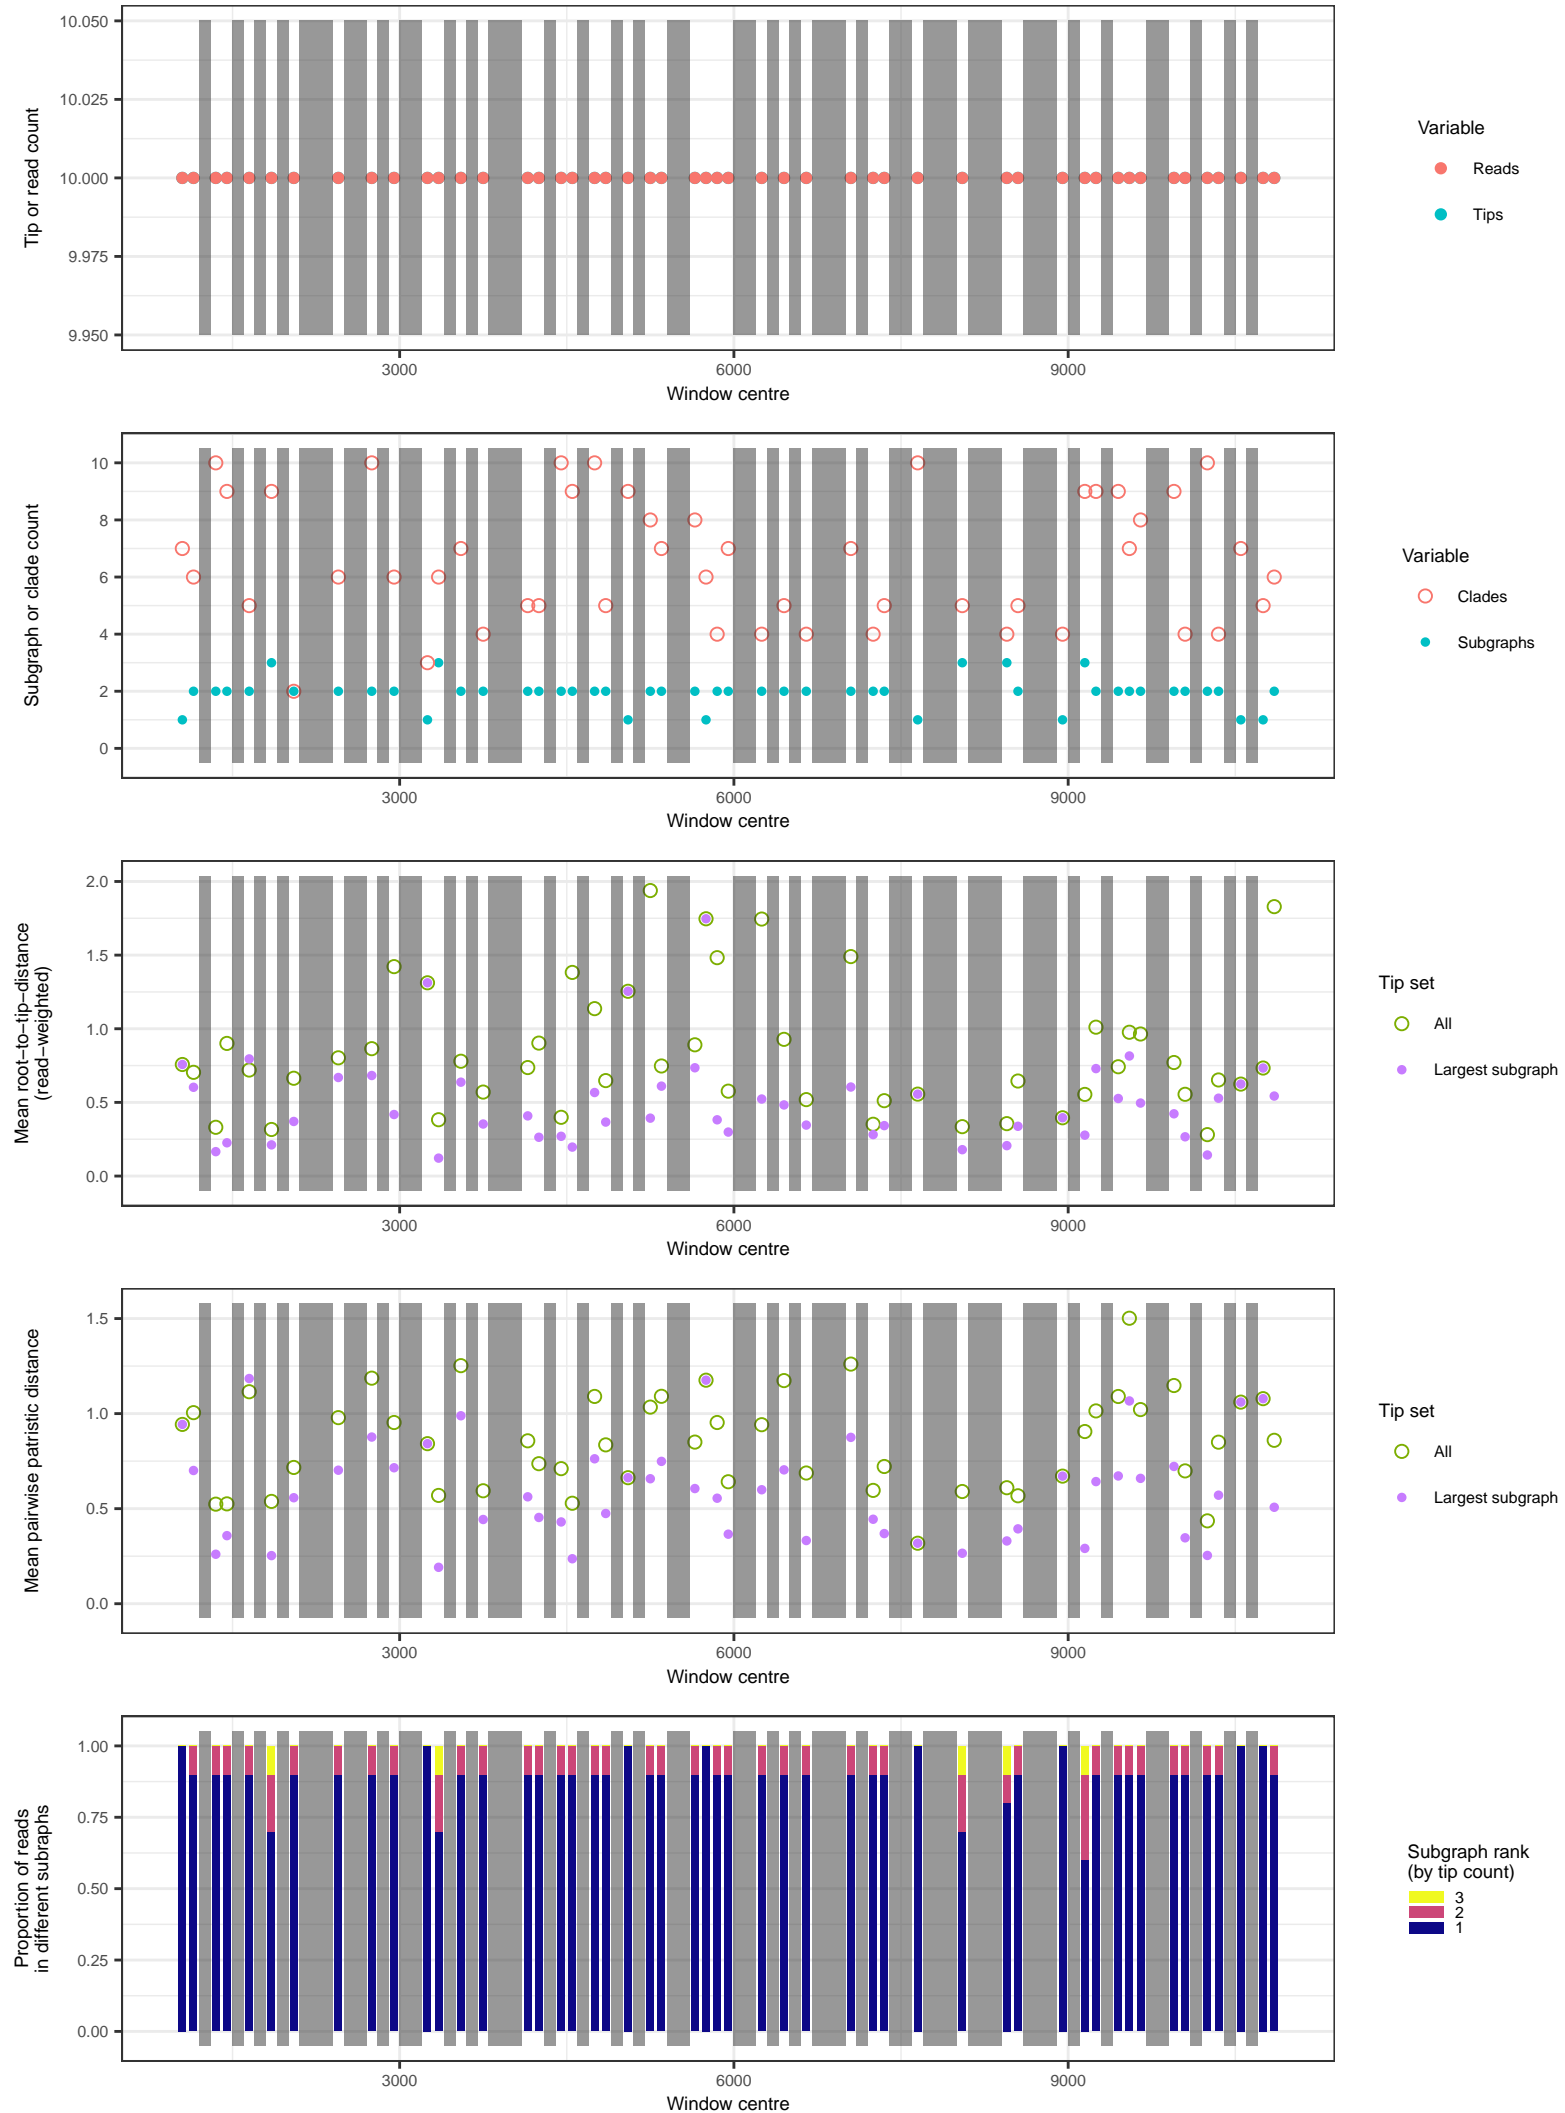 10.050
10.025
10.000
9.975
9.950
Tip or read count
3000
6000
9000
Window centre
Variable
Reads
Tips
10
8
6
4
2
0
Subgraph or clade count
3000
6000
9000
Window centre
Variable
Clades
Subgraphs
2.0
1.5
1.0
0.5
0.0
Mean root−to−tip−distance
(read−weighted)
3000
6000
9000
Window centre
Tip set
All
Largest subgraph
1.5
1.0
0.5
0.0
Mean pairwise patristic distance
3000
6000
9000
Window centre
Tip set
All
Largest subgraph
1.00
0.75
0.50
0.25
0.00
Proportion of reads
in different subraphs
3000
6000
9000
Window centre
Subgraph rank
(by tip count)
3
2
1